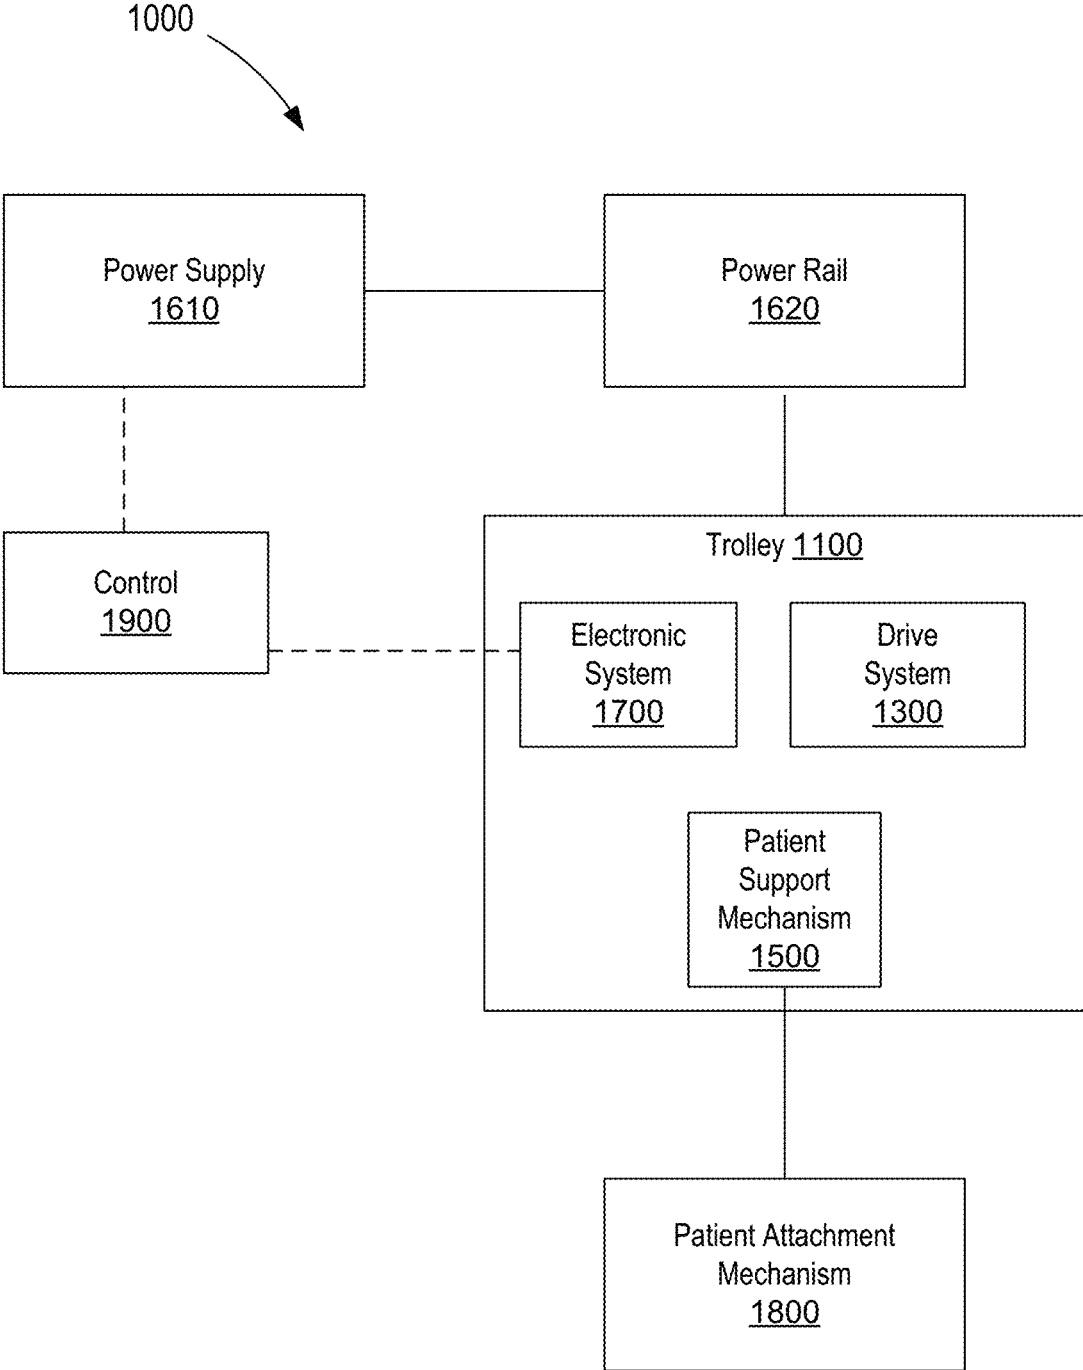 1000
Power Supply
1610
Power Rail
1620
Control
1900
Trolley 1100
Electronic
System
1700
Drive
System
1300
Patient
Support
Mechanism
1500
Patient Attachment
Mechanism
1800